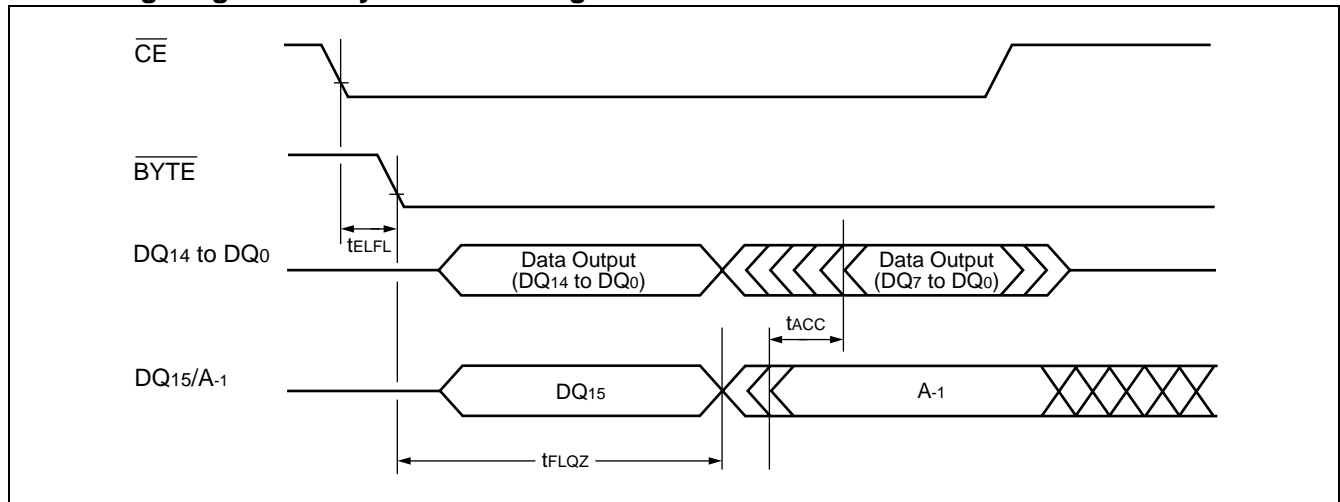 CE
BYTE
tELFL
DQ14 to DQ0
Data Output
(DQ14 to DQ0)
Data Output
(DQ7 to DQ0)
tACC
DQ15/A-1
DQ15
A-1
tFLQZ